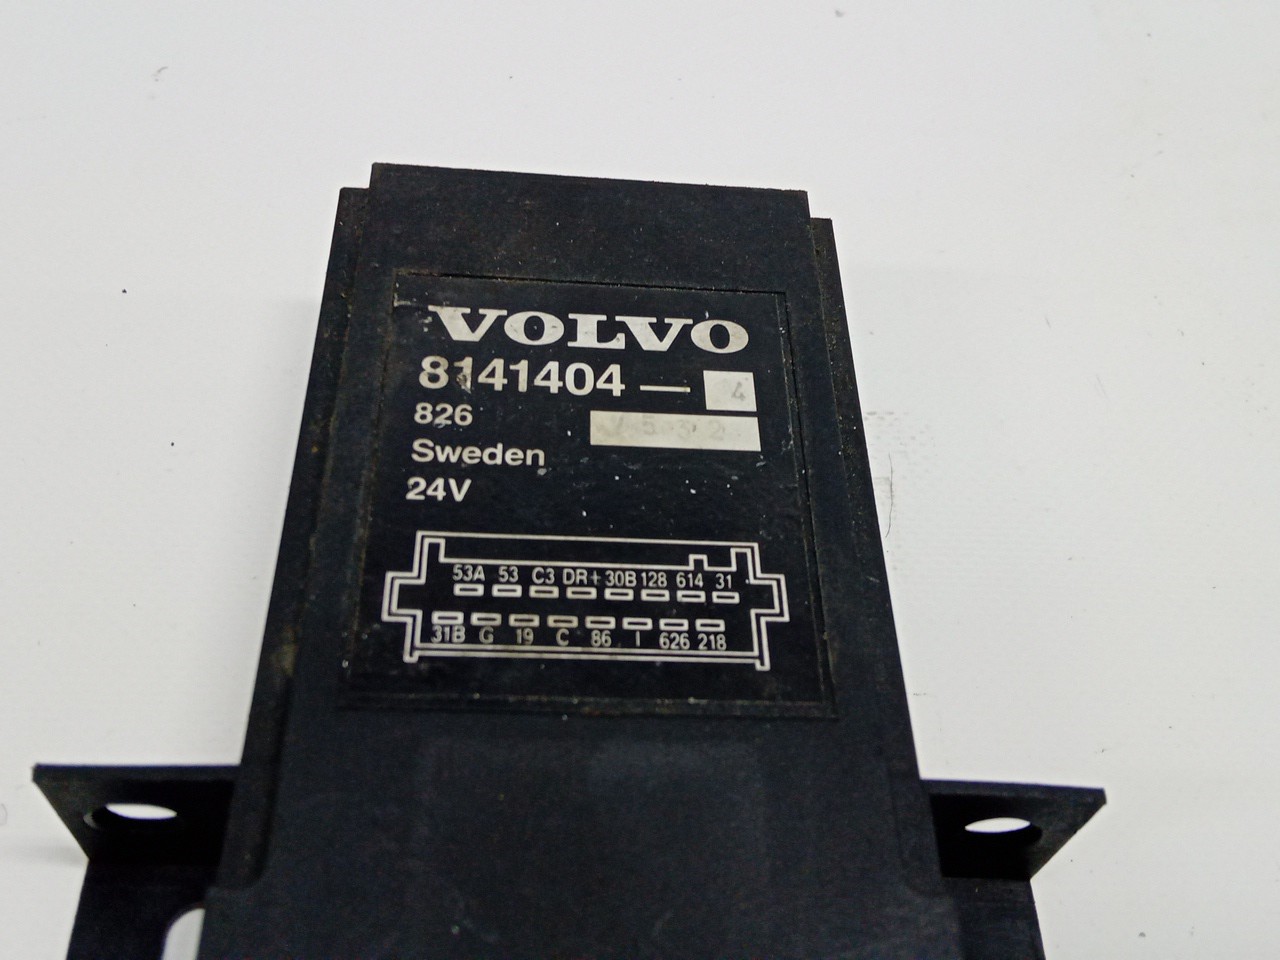 VOLVO
8141404 — 4
826
532
Sweden
24V
53A 53 C3 DR+ 30B 128 614 31
31B G 19 C 86 I 626 218